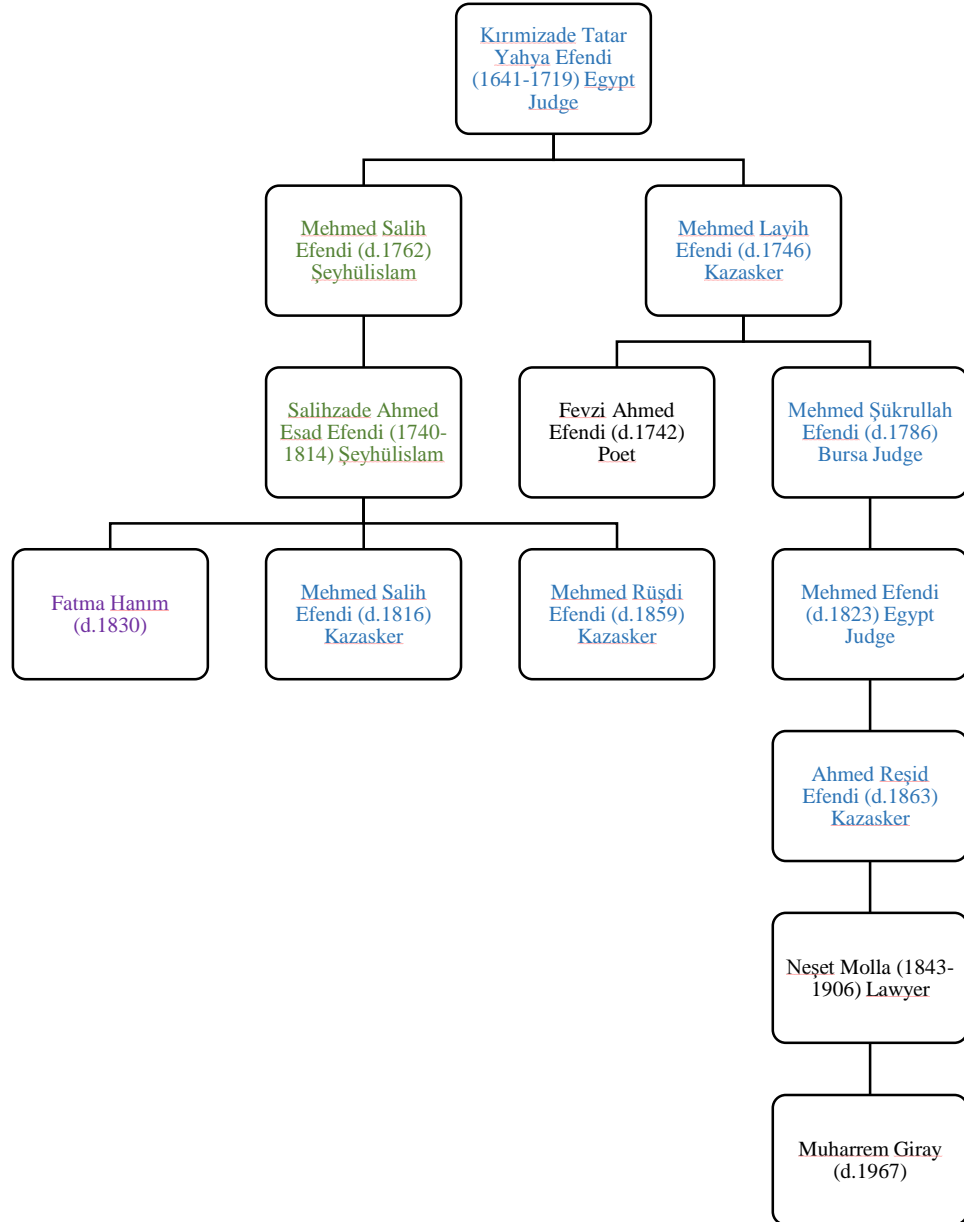 Kırımizade Tatar
Yahya Efendi
(1641-1719) Egypt
Judge
Mehmed Salih
Efendi (d.1762)
Şeyhülislam
Mehmed Layih
Efendi (d.1746)
Kazasker
Salihzade Ahmed
Esad Efendi (1740-
1814) Şeyhülislam
Fevzi Ahmed
Efendi (d.1742)
Poet
Mehmed Şükrullah
Efendi (d.1786)
Bursa Judge
Fatma Hanım
(d.1830)
Mehmed Salih
Efendi (d.1816)
Kazasker
Mehmed Rüşdi
Efendi (d.1859)
Kazasker
Mehmed Efendi
(d.1823) Egypt
Judge
Ahmed Reşid
Efendi (d.1863)
Kazasker
Neşet Molla (1843-
1906) Lawyer
Muharrem Giray
(d.1967)